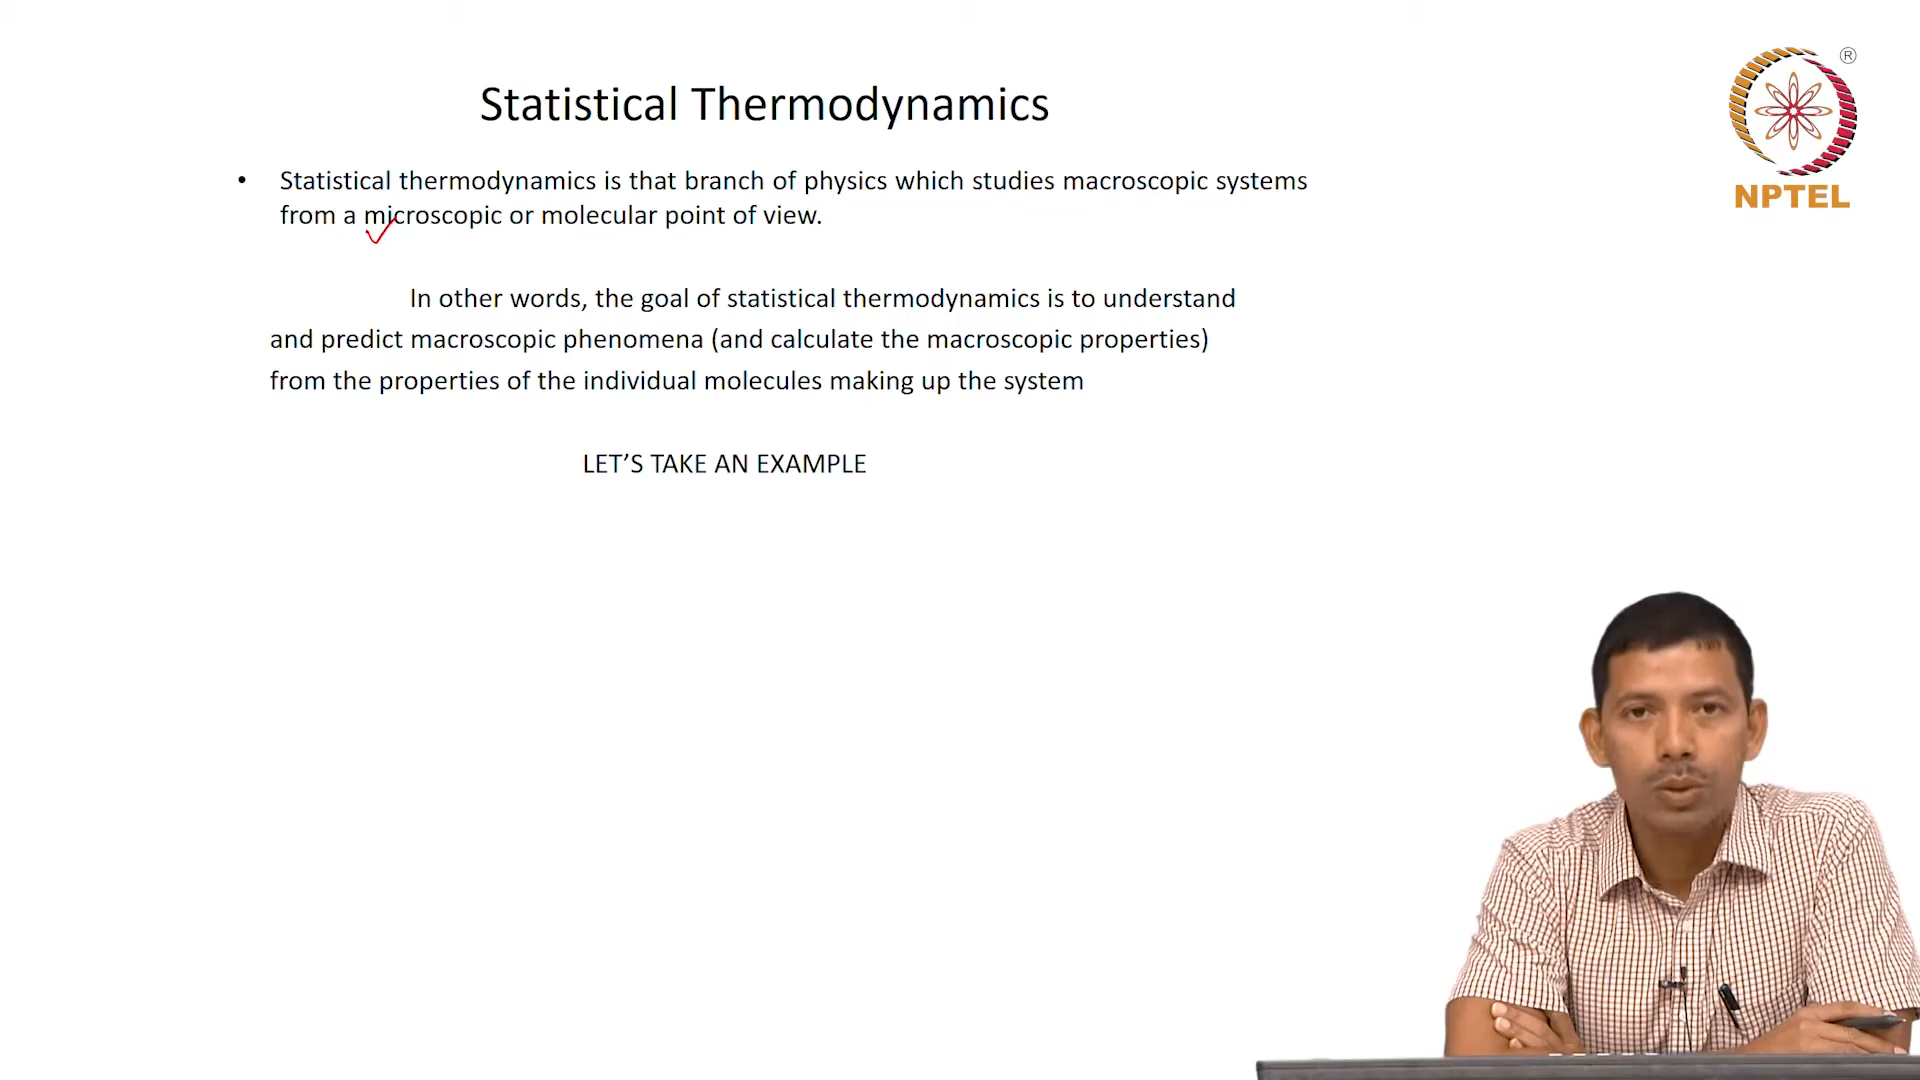 Statistical Thermodynamics
• Statistical thermodynamics is that branch of physics which studies macroscopic systems
from a microscopic or molecular point of view.
In other words, the goal of statistical thermodynamics is to understand
and predict macroscopic phenomena (and calculate the macroscopic properties)
from the properties of the individual molecules making up the system
LET’S TAKE AN EXAMPLE
®
NPTEL